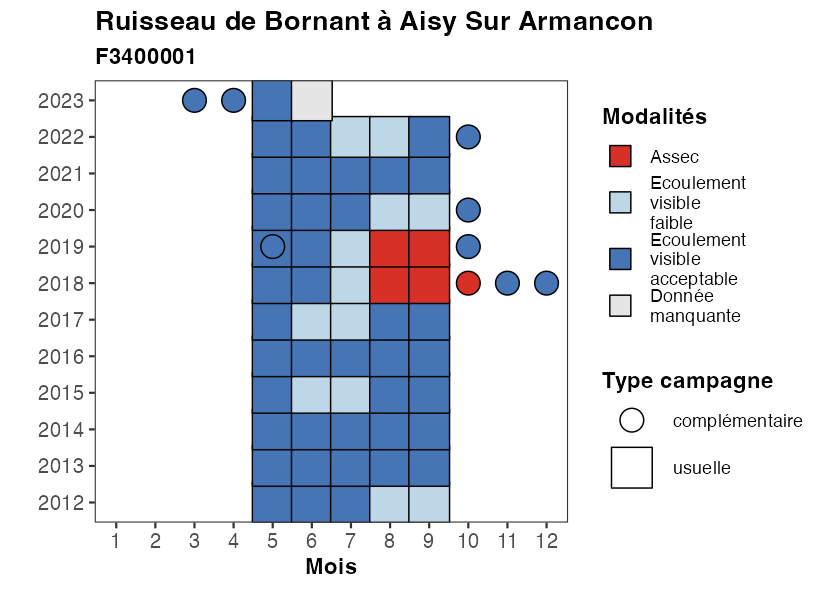 Ruisseau de Bornant à Aisy Sur Armancon
F3400001
2023
2022
2021
2020
2019
2018
2017
2016
2015
2014
2013
2012
1 2 3 4 5 6 7 8 9 10 11 12
Mois
Modalités
Assec
Ecoulement
visible
faible
Ecoulement
visible
acceptable
Donnée
manquante
Type campagne
complémentaire
usuelle